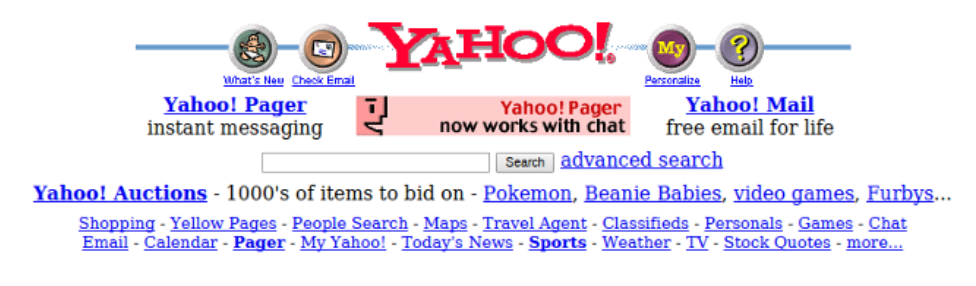 YAHOO!
My
?
What's New Check Email Personalize Help
Yahoo! Pager
instant messaging
Yahoo! Pager
now works with chat
Yahoo! Mail
free email for life
Search advanced search
Yahoo! Auctions - 1000's of items to bid on - Pokemon, Beanie Babies, video games, Furbys...
Shopping - Yellow Pages - People Search - Maps - Travel Agent - Classifieds - Personals - Games - Chat
Email - Calendar - Pager - My Yahoo! - Today's News - Sports - Weather - TV - Stock Quotes - more...